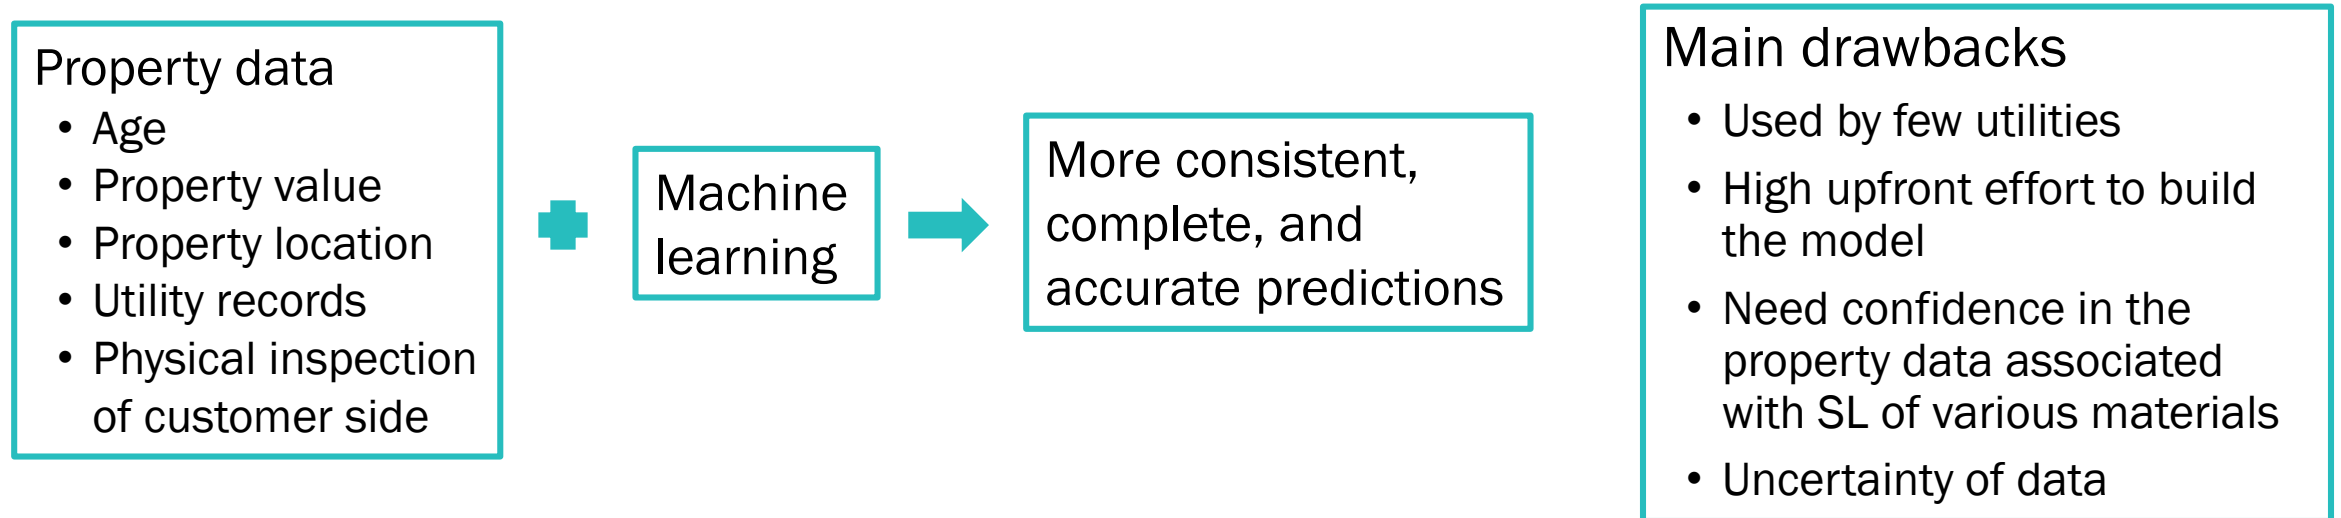 Property data
• Age
• Property value
• Property location
• Utility records
• Physical inspection
of customer side
Machine
learning
More consistent,
complete, and
accurate predictions
Main drawbacks
• Used by few utilities
• High upfront effort to build
the model
• Need confidence in the
property data associated
with SL of various materials
• Uncertainty of data